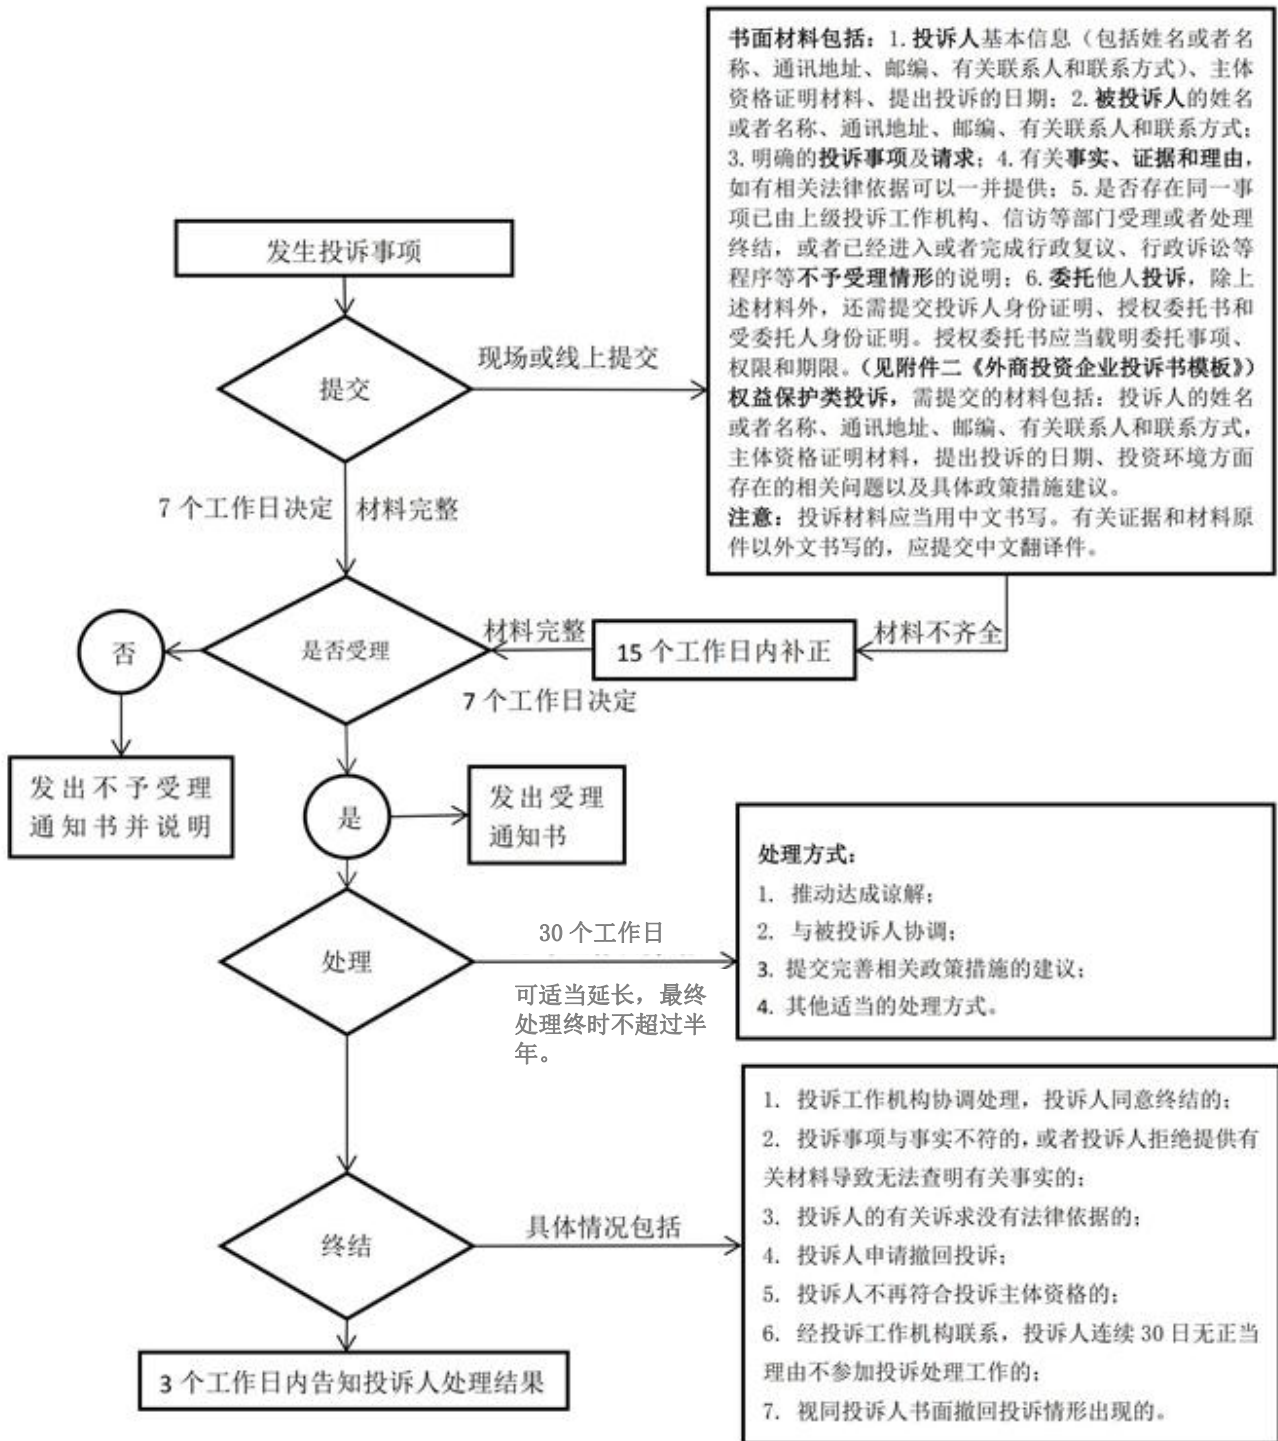 书面材料包括：1.投诉人基本信息（包括姓名或者名
称、通讯地址、邮编、有关联系人和联系方式）、主体
资格证明材料、提出投诉的日期；2.被投诉人的姓名
或者名称、通讯地址、邮编、有关联系人和联系方式；
3.明确的投诉事项及请求；4.有关事实、证据和理由，
如有相关法律依据可以一并提供；5.是否存在同一事
项已由上级投诉工作机构、信访等部门受理或者处理
终结，或者已经进入或者完成行政复议、行政诉讼等
程序等不予受理情形的说明；6.委托他人投诉，除上
述材料外，还需提交投诉人身份证明、授权委托书和
受委托人身份证明。授权委托书应当载明委托事项、
权限和期限。（见附件二《外商投资企业投诉书模板》）
权益保护类投诉，需提交的材料包括：投诉人的姓名
或者名称、通讯地址、邮编、有关联系人和联系方式，
主体资格证明材料，提出投诉的日期、投资环境方面
存在的相关问题以及具体政策措施建议。
注意：投诉材料应当用中文书写。有关证据和材料原
件以外文书写的，应提交中文翻译件。
发生投诉事项
提交
现场或线上提交
7 个工作日决定
材料完整
是否受理
否
材料完整
15 个工作日内补正
材料不齐全
7 个工作日决定
发出不予受理
通知书并说明
是
发出受理
通知书
处理
30 个工作日
可适当延长，最终
处理终时不超过半
年。
处理方式：
1. 推动达成谅解；
2. 与被投诉人协调；
3. 提交完善相关政策措施的建议；
4. 其他适当的处理方式。
终结
具体情况包括
1. 投诉工作机构协调处理，投诉人同意终结的；
2. 投诉事项与事实不符的，或者投诉人拒绝提供有
关材料导致无法查明有关事实的；
3. 投诉人的有关诉求没有法律依据的；
4. 投诉人申请撤回投诉；
5. 投诉人不再符合投诉主体资格的；
6. 经投诉工作机构联系，投诉人连续 30 日无正当
理由不参加投诉处理工作的；
7. 视同投诉人书面撤回投诉情形出现的。
3 个工作日内告知投诉人处理结果